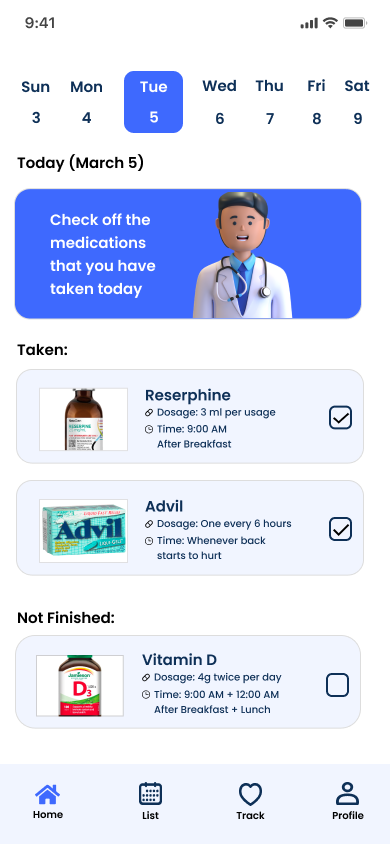 9:41
Sun Mon Tue Wed Thu Fri Sat
3 4 5 6 7 8 9
Today (March 5)
Check off the
medications
that you have
taken today
Taken:
Reserphine
Dosage: 3 ml per usage
Time: 9:00 AM
After Breakfast
RESERPINE
Advil
Dosage: One every 6 hours
Time: Whenever back
starts to hurt
Advil
Not Finished:
Vitamin D
Dosage: 4g twice per day
Time: 9:00 AM + 12:00 AM
After Breakfast + Lunch
Jamieson
D3
Home List Track Profile